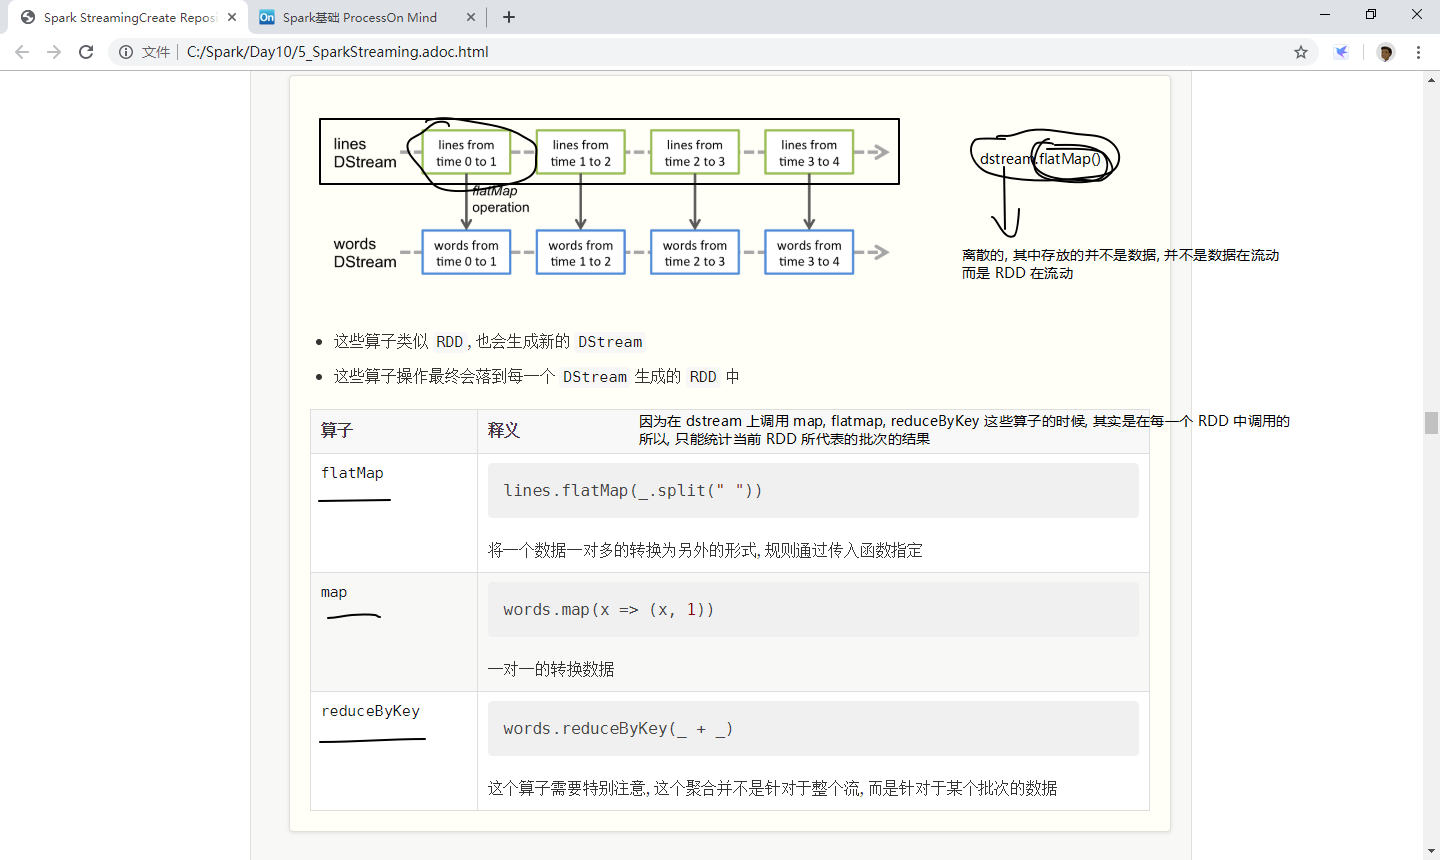 Spark StreamingCreate Reposi
Spark基础 ProcessOn Mind
文件
C:/Spark/Day10/5_SparkStreaming.adoc.html
lines DStream
lines from time 0 to 1
lines from time 1 to 2
lines from time 2 to 3
lines from time 3 to 4
flatMap operation
words DStream
words from time 0 to 1
words from time 1 to 2
words from time 2 to 3
words from time 3 to 4
dstream.flatMap()
离散的, 其中存放的并不是数据, 并不是数据在流动
而是 RDD 在流动
这些算子类似 RDD, 也会生成新的 DStream
这些算子操作最终会落到每一个 DStream 生成的 RDD 中
算子
释义
因为在 dstream 上调用 map, flatmap, reduceByKey 这些算子的时候, 其实是在每一个 RDD 中调用的
所以, 只能统计当前 RDD 所代表的批次的结果
flatMap
lines.flatMap(_.split(" "))
将一个数据一对多的转换为另外的形式, 规则通过传入函数指定
map
words.map(x => (x, 1))
一对一的转换数据
reduceByKey
words.reduceByKey(_ + _)
这个算子需要特别注意, 这个聚合并不是针对于整个流, 而是针对于某个批次的数据